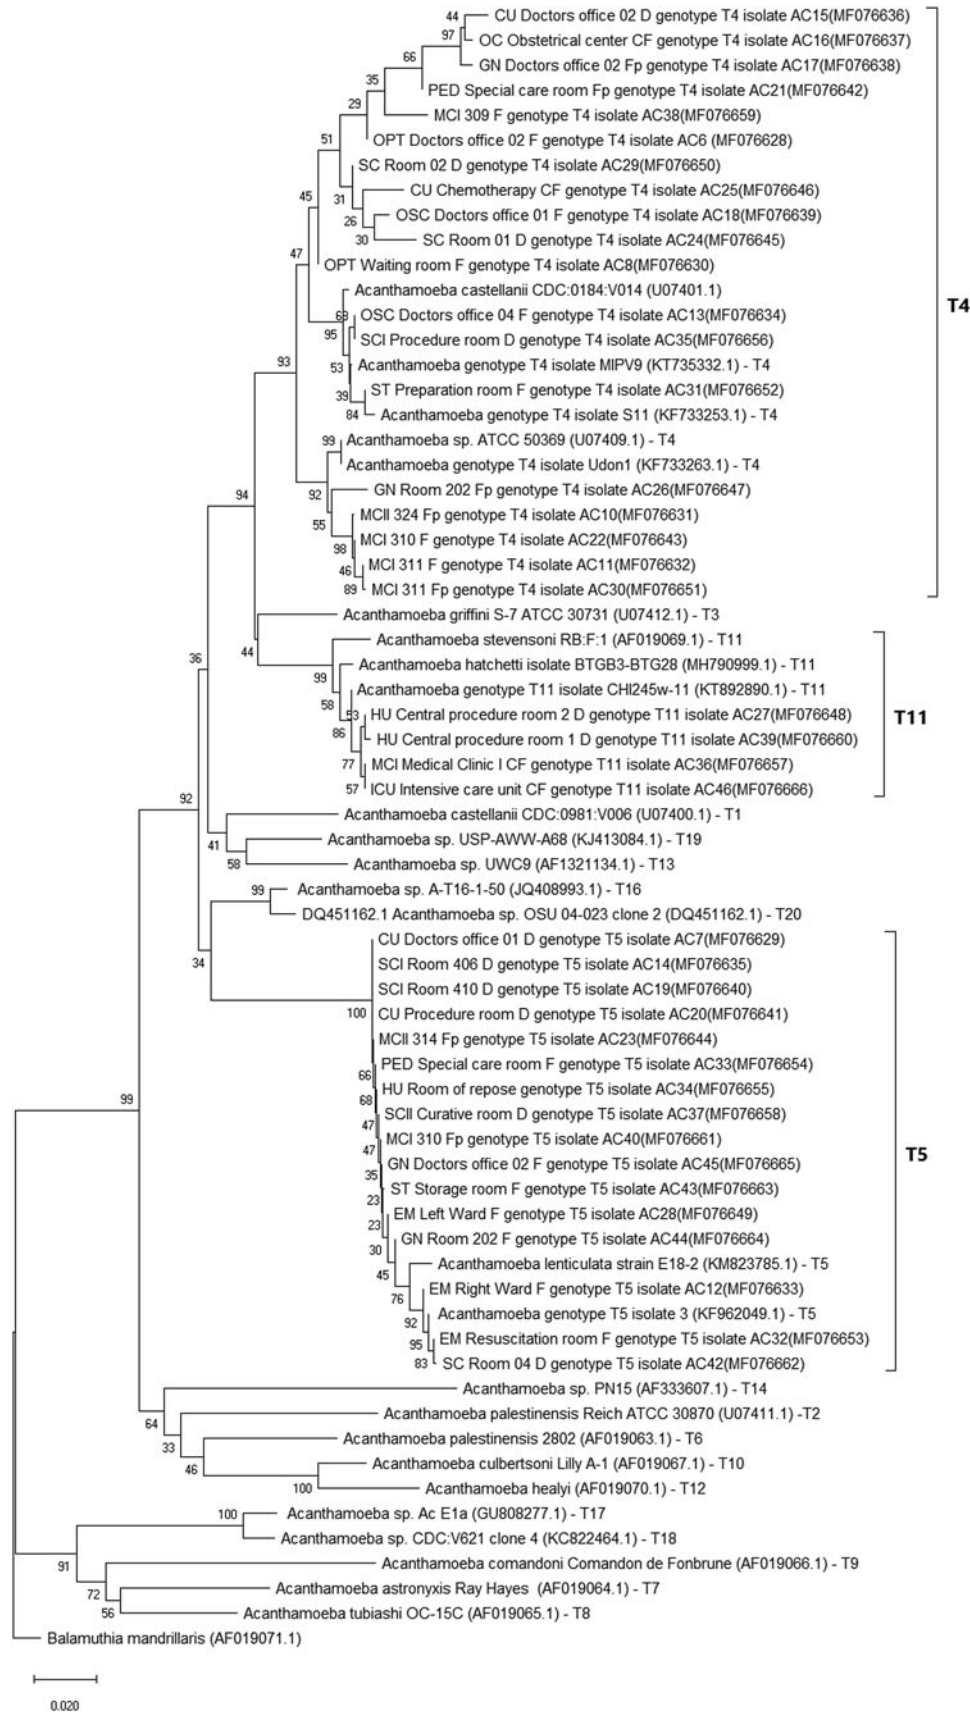 44
CU Doctors office 02 D genotype T4 isolate AC15(MF076636)
97
OC Obstetrical center CF genotype T4 isolate AC16(MF076637)
66
GN Doctors office 02 Fp genotype T4 isolate AC17(MF076638)
35
PED Special care room Fp genotype T4 isolate AC21(MF076642)
29
MCI 309 F genotype T4 isolate AC38(MF076659)
51
OPT Doctors office 02 F genotype T4 isolate AC6 (MF076628)
SC Room 02 D genotype T4 isolate AC29(MF076650)
45
31
CU Chemotherapy CF genotype T4 isolate AC25(MF076646)
26
OSC Doctors office 01 F genotype T4 isolate AC18(MF076639)
30
SC Room 01 D genotype T4 isolate AC24(MF076645)
47
OPT Waiting room F genotype T4 isolate AC8(MF076630)
Acanthamoeba castellanii CDC:0184:V014 (U07401.1)
T4
68
OSC Doctors office 04 F genotype T4 isolate AC13(MF076634)
95
SCI Procedure room D genotype T4 isolate AC35(MF076656)
93
53
Acanthamoeba genotype T4 isolate MIPV9 (KT735332.1) - T4
39
ST Preparation room F genotype T4 isolate AC31(MF076652)
84
Acanthamoeba genotype T4 isolate S11 (KF733253.1) - T4
99
Acanthamoeba sp. ATCC 50369 (U07409.1) - T4
Acanthamoeba genotype T4 isolate Udon1 (KF733263.1) - T4
94
92
GN Room 202 Fp genotype T4 isolate AC26(MF076647)
55
MCII 324 Fp genotype T4 isolate AC10(MF076631)
98
MCI 310 F genotype T4 isolate AC22(MF076643)
46
MCI 311 F genotype T4 isolate AC11(MF076632)
89
MCI 311 Fp genotype T4 isolate AC30(MF076651)
Acanthamoeba griffini S-7 ATCC 30731 (U07412.1) - T3
44
Acanthamoeba stevensoni RB:F:1 (AF019069.1) - T11
36
99
Acanthamoeba hatchetti isolate BTGB3-BTG28 (MH790999.1) - T11
58
Acanthamoeba genotype T11 isolate CHI245w-11 (KT892890.1) - T11
53
HU Central procedure room 2 D genotype T11 isolate AC27(MF076648)
T11
86
HU Central procedure room 1 D genotype T11 isolate AC39(MF076660)
77
MCI Medical Clinic I CF genotype T11 isolate AC36(MF076657)
57
ICU Intensive care unit CF genotype T11 isolate AC46(MF076666)
92
Acanthamoeba castellanii CDC:0981:V006 (U07400.1) - T1
41
Acanthamoeba sp. USP-AWW-A68 (KJ413084.1) - T19
58
Acanthamoeba sp. UWC9 (AF1321134.1) - T13
99
Acanthamoeba sp. A-T16-1-50 (JQ408993.1) - T16
DQ451162.1 Acanthamoeba sp. OSU 04-023 clone 2 (DQ451162.1) - T20
34
CU Doctors office 01 D genotype T5 isolate AC7(MF076629)
SCI Room 406 D genotype T5 isolate AC14(MF076635)
SCI Room 410 D genotype T5 isolate AC19(MF076640)
100
CU Procedure room D genotype T5 isolate AC20(MF076641)
MCII 314 Fp genotype T5 isolate AC23(MF076644)
66
PED Special care room F genotype T5 isolate AC33(MF076654)
99
68
HU Room of repose genotype T5 isolate AC34(MF076655)
47
SCII Curative room D genotype T5 isolate AC37(MF076658)
47
MCI 310 Fp genotype T5 isolate AC40(MF076661)
T5
35
GN Doctors office 02 F genotype T5 isolate AC45(MF076665)
23
ST Storage room F genotype T5 isolate AC43(MF076663)
23
EM Left Ward F genotype T5 isolate AC28(MF076649)
30
GN Room 202 F genotype T5 isolate AC44(MF076664)
45
Acanthamoeba lenticulata strain E18-2 (KM823785.1) - T5
76
EM Right Ward F genotype T5 isolate AC12(MF076633)
92
Acanthamoeba genotype T5 isolate 3 (KF962049.1) - T5
95
EM Resuscitation room F genotype T5 isolate AC32(MF076653)
83
SC Room 04 D genotype T5 isolate AC42(MF076662)
Acanthamoeba sp. PN15 (AF333607.1) - T14
64
Acanthamoeba palestinensis Reich ATCC 30870 (U07411.1) -T2
33
Acanthamoeba palestinensis 2802 (AF019063.1) - T6
46
Acanthamoeba culbertsoni Lilly A-1 (AF019067.1) - T10
100
Acanthamoeba healyi (AF019070.1) - T12
100
Acanthamoeba sp. Ac E1a (GU808277.1) - T17
Acanthamoeba sp. CDC:V621 clone 4 (KC822464.1) - T18
91
Acanthamoeba comandoni Comandon de Fonbrune (AF019066.1) - T9
72
Acanthamoeba astronyxis Ray Hayes (AF019064.1) - T7
56
Acanthamoeba tubiashi OC-15C (AF019065.1) - T8
Balamuthia mandrillaris (AF019071.1)
0.020